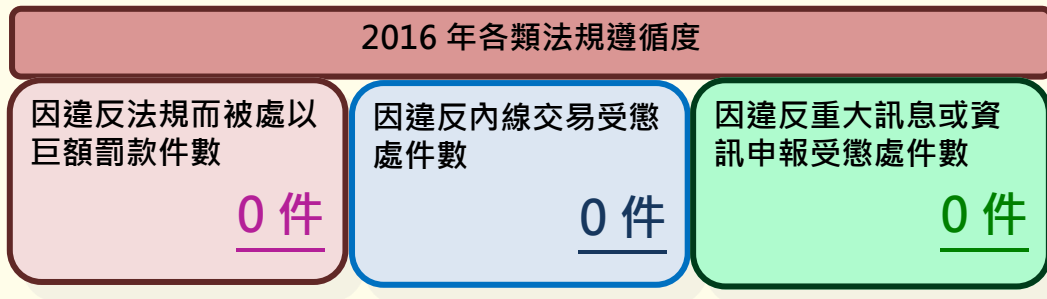 2016 年各類法規遵循度
因違反法規而被處以
巨額罰款件數
0 件
因違反內線交易受懲
處件數
0 件
因違反重大訊息或資
訊申報受懲處件數
0 件